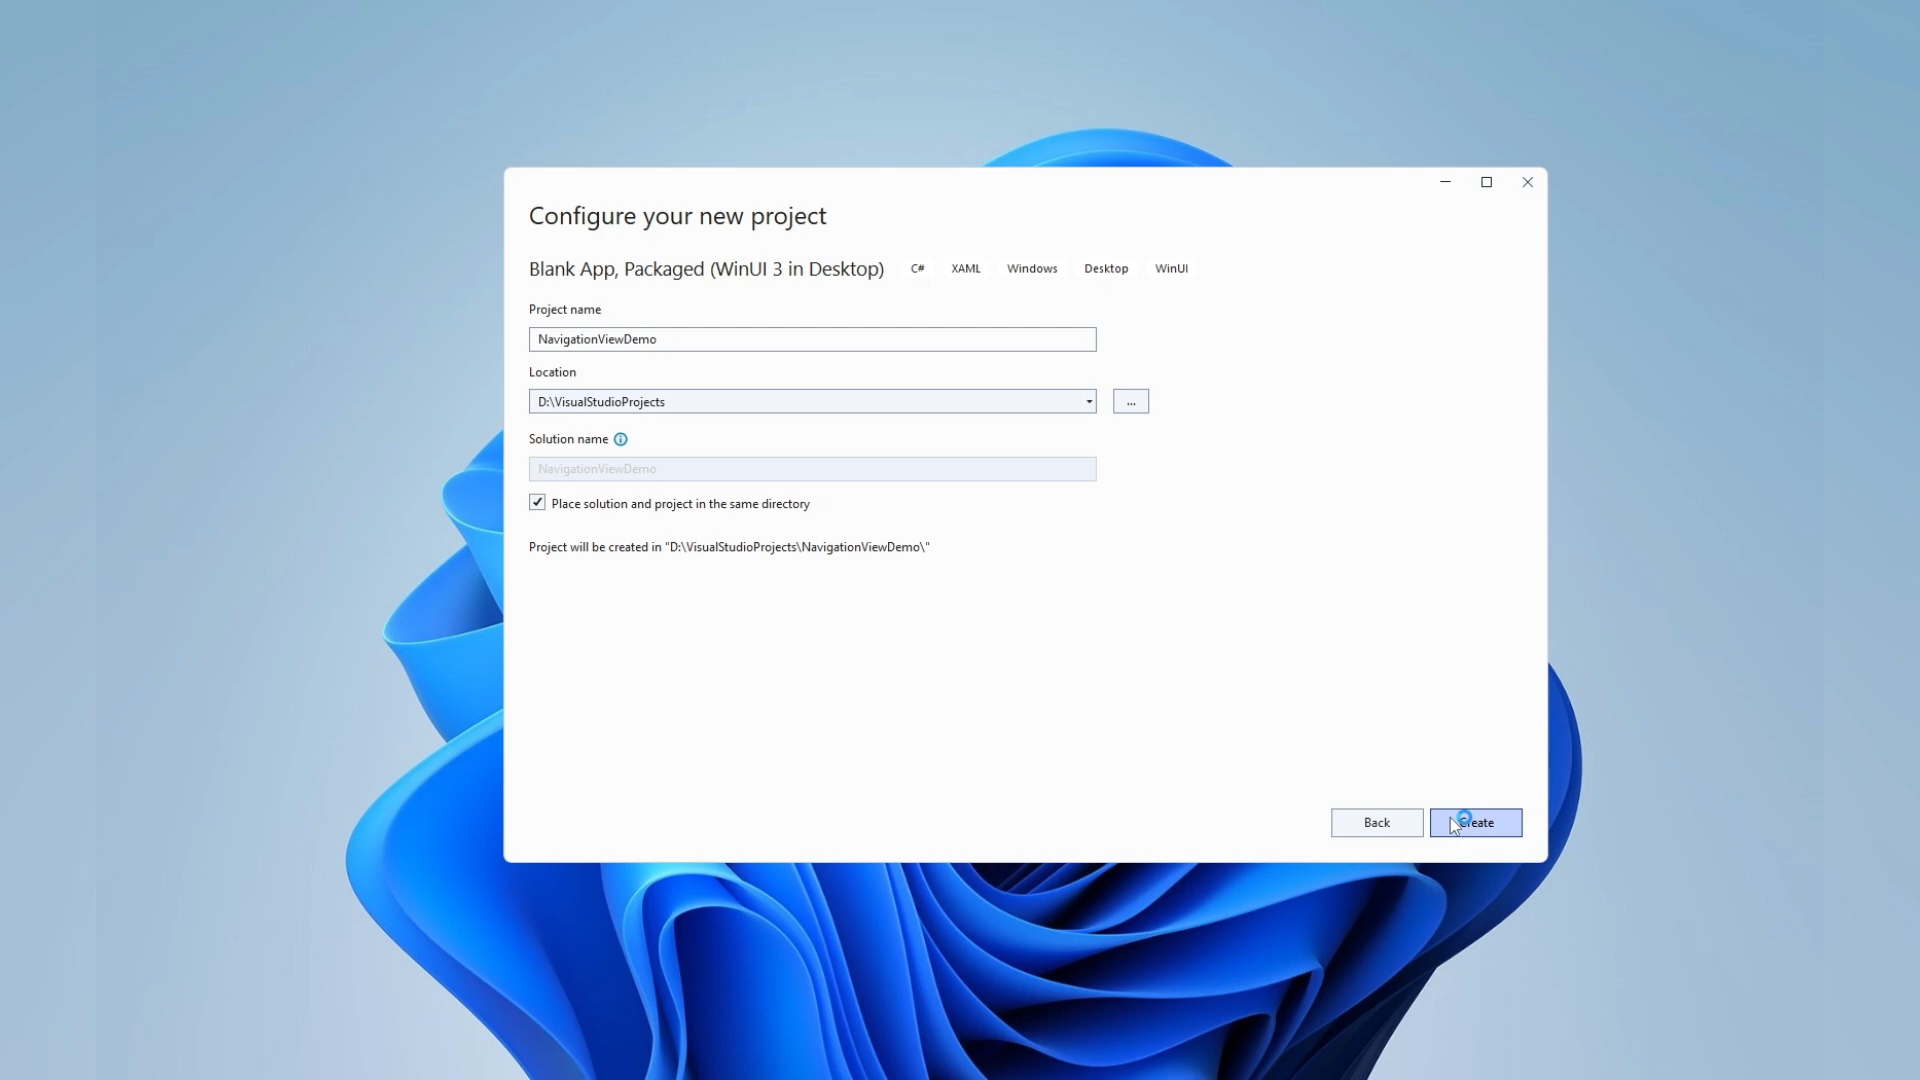 Configure your new project
Blank App, Packaged (WinUI 3 in Desktop) C# XAML Windows Desktop WinUI
Project name
NavigationViewDemo
Location
D:\VisualStudioProjects
...
Solution name
NavigationViewDemo
Place solution and project in the same directory
Project will be created in "D:\VisualStudioProjects\NavigationViewDemo\"
Back Create